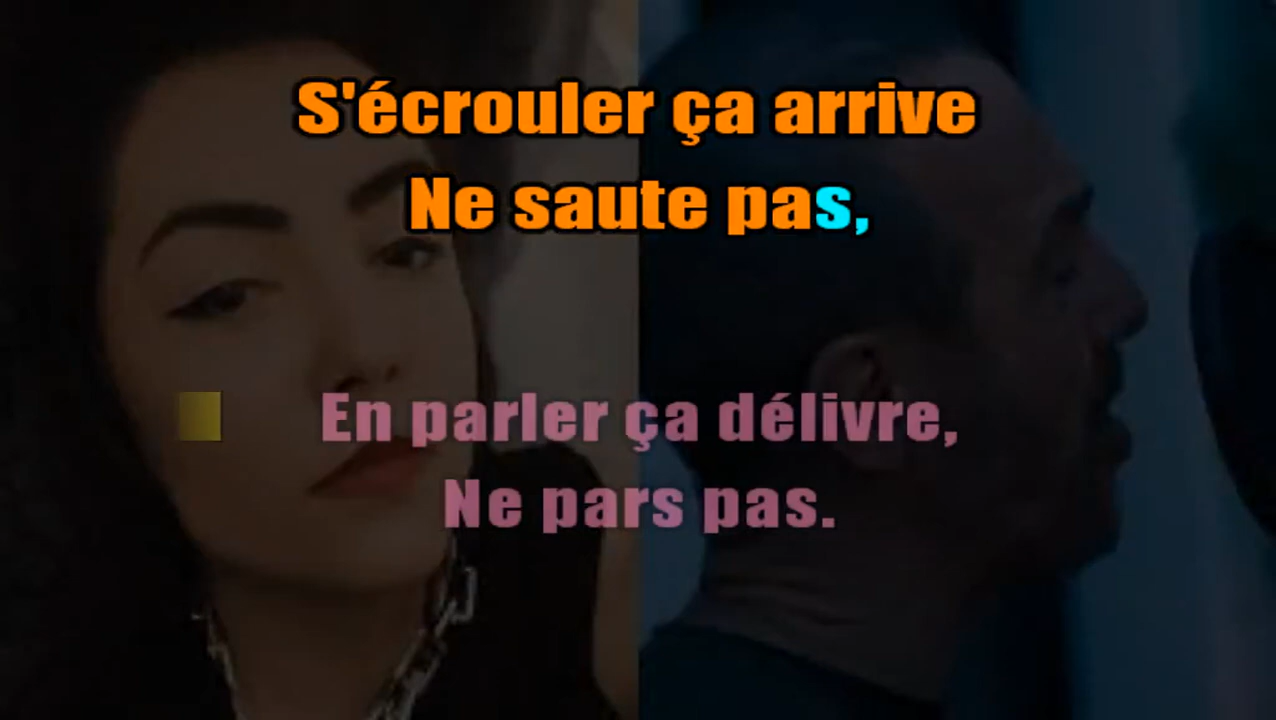 S'écrouler ça arrive
Ne saute pas,
En parler ça délivre,
Ne pars pas.